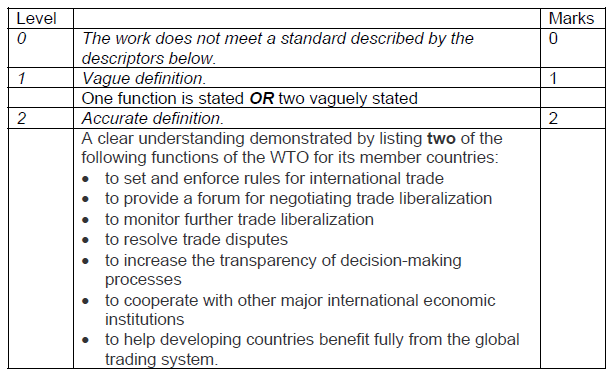 Level Marks
0 The work does not meet a standard described by the 0
descriptors below.
1 Vague definition. 1
One function is stated OR two vaguely stated
2 Accurate definition. 2
A clear understanding demonstrated by listing two of the
following functions of the WTO for its member countries:
• to set and enforce rules for international trade
• to provide a forum for negotiating trade liberalization
• to monitor further trade liberalization
• to resolve trade disputes
• to increase the transparency of decision-making
processes
• to cooperate with other major international economic
institutions
• to help developing countries benefit fully from the global
trading system.